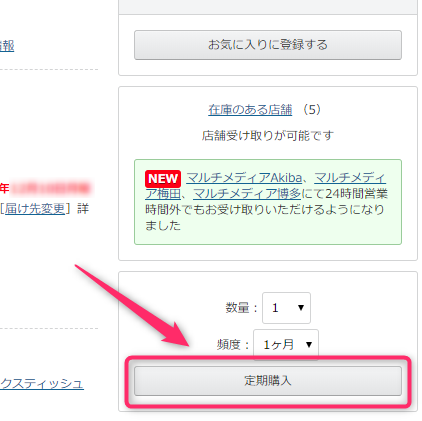 お気に入りに登録する
情報
在庫のある店舗 （5）
店舗受け取りが可能です
NEW マルチメディアAkiba、マルチメディ
ア梅田、マルチメディア博多にて24時間営業
時間外でもお受け取りいただけるようになり
ました
年
［届け先変更］詳
数量： 1 ▼
頻度： 1ヶ月 ▼
定期購入
クスティッシュ